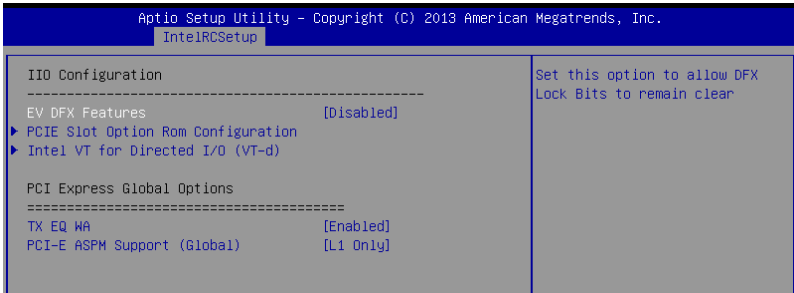 Aptio Setup Utility – Copyright (C) 2013 American Megatrends, Inc.
IntelRCSetup
IIO Configuration
--------------------------------------------------
EV DFX Features [Disabled]
PCIE Slot Option Rom Configuration
Intel VT for Directed I/O (VT-d)
PCI Express Global Options
========================================
TX EQ WA [Enabled]
PCI-E ASPM Support (Global) [L1 Only]
Set this option to allow DFX
Lock Bits to remain clear